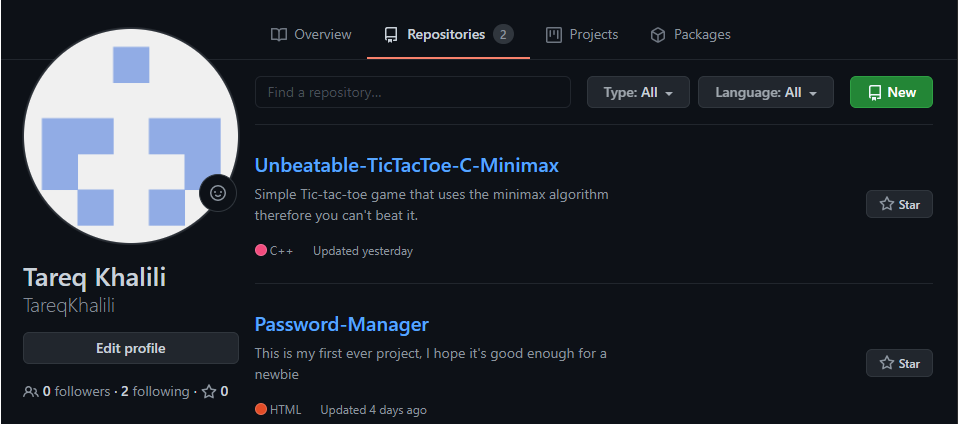 Overview Repositories 2 Projects Packages
Find a repository... Type: All Language: All New
Unbeatable-TicTacToe-C-Minimax
Simple Tic-tac-toe game that uses the minimax algorithm
therefore you can't beat it.
Star
C++ Updated yesterday
Tareq Khalili
TareqKhalili
Edit profile
0 followers · 2 following · 0
Password-Manager
This is my first ever project, I hope it's good enough for a
newbie
Star
HTML Updated 4 days ago